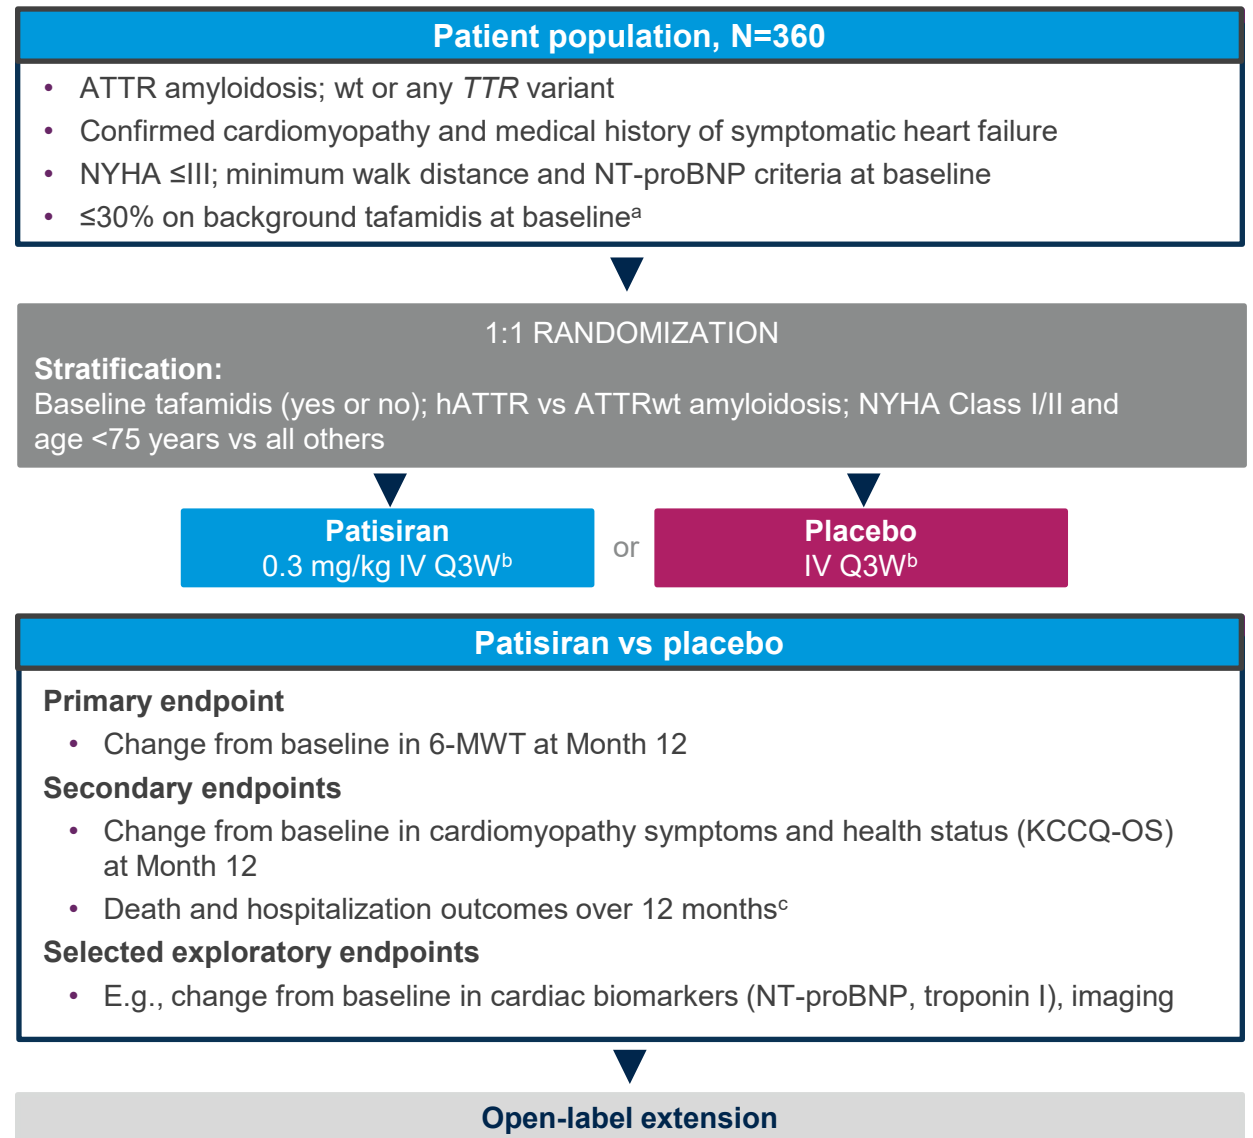 Patient population, N=360
• ATTR amyloidosis; wt or any TTR variant
• Confirmed cardiomyopathy and medical history of symptomatic heart failure
• NYHA ≤III; minimum walk distance and NT-proBNP criteria at baseline
• ≤30% on background tafamidis at baselineᵃ
1:1 RANDOMIZATION
Stratification:
Baseline tafamidis (yes or no); hATTR vs ATTRwt amyloidosis; NYHA Class I/II and
age <75 years vs all others
Patisiran
0.3 mg/kg IV Q3Wᵇ
or
Placebo
IV Q3Wᵇ
Patisiran vs placebo
Primary endpoint
• Change from baseline in 6-MWT at Month 12
Secondary endpoints
• Change from baseline in cardiomyopathy symptoms and health status (KCCQ-OS)
at Month 12
• Death and hospitalization outcomes over 12 monthsᶜ
Selected exploratory endpoints
• E.g., change from baseline in cardiac biomarkers (NT-proBNP, troponin I), imaging
Open-label extension